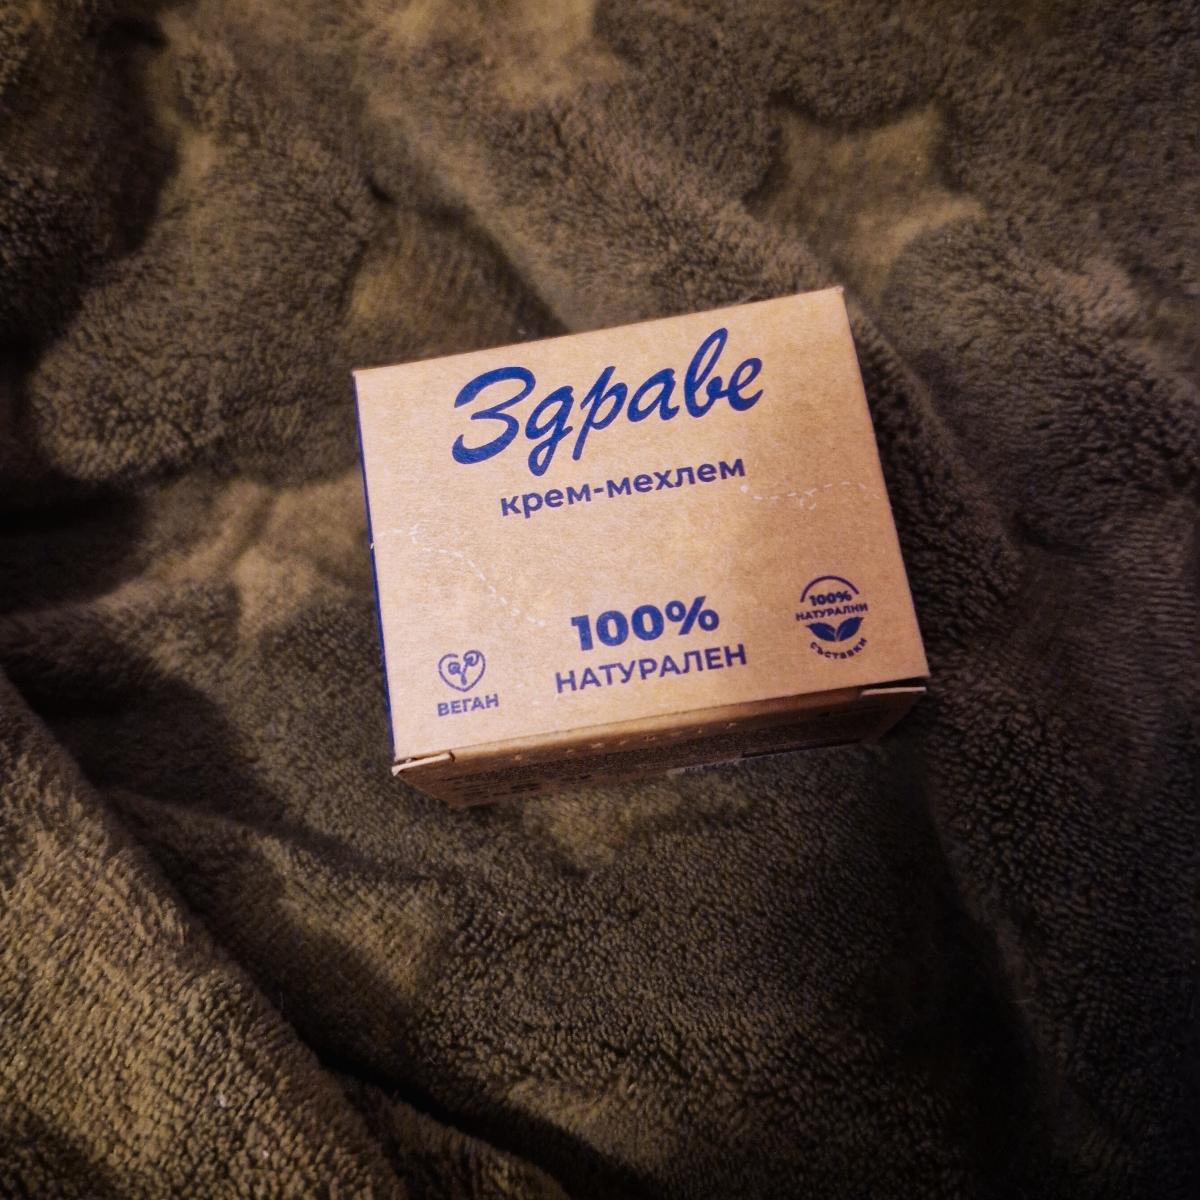 Здраве
крем-мехлем
100%
НАТУРАЛЕН
ВЕГАН
100%
НАТУРАЛНИ
СЪСТАВКИ